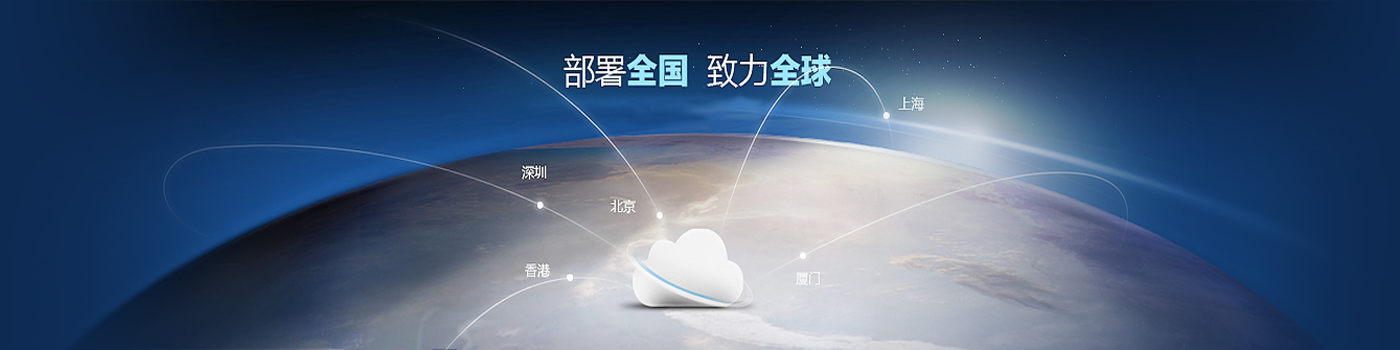 部署全国 致力全球
上海
深圳
北京
香港
厦门